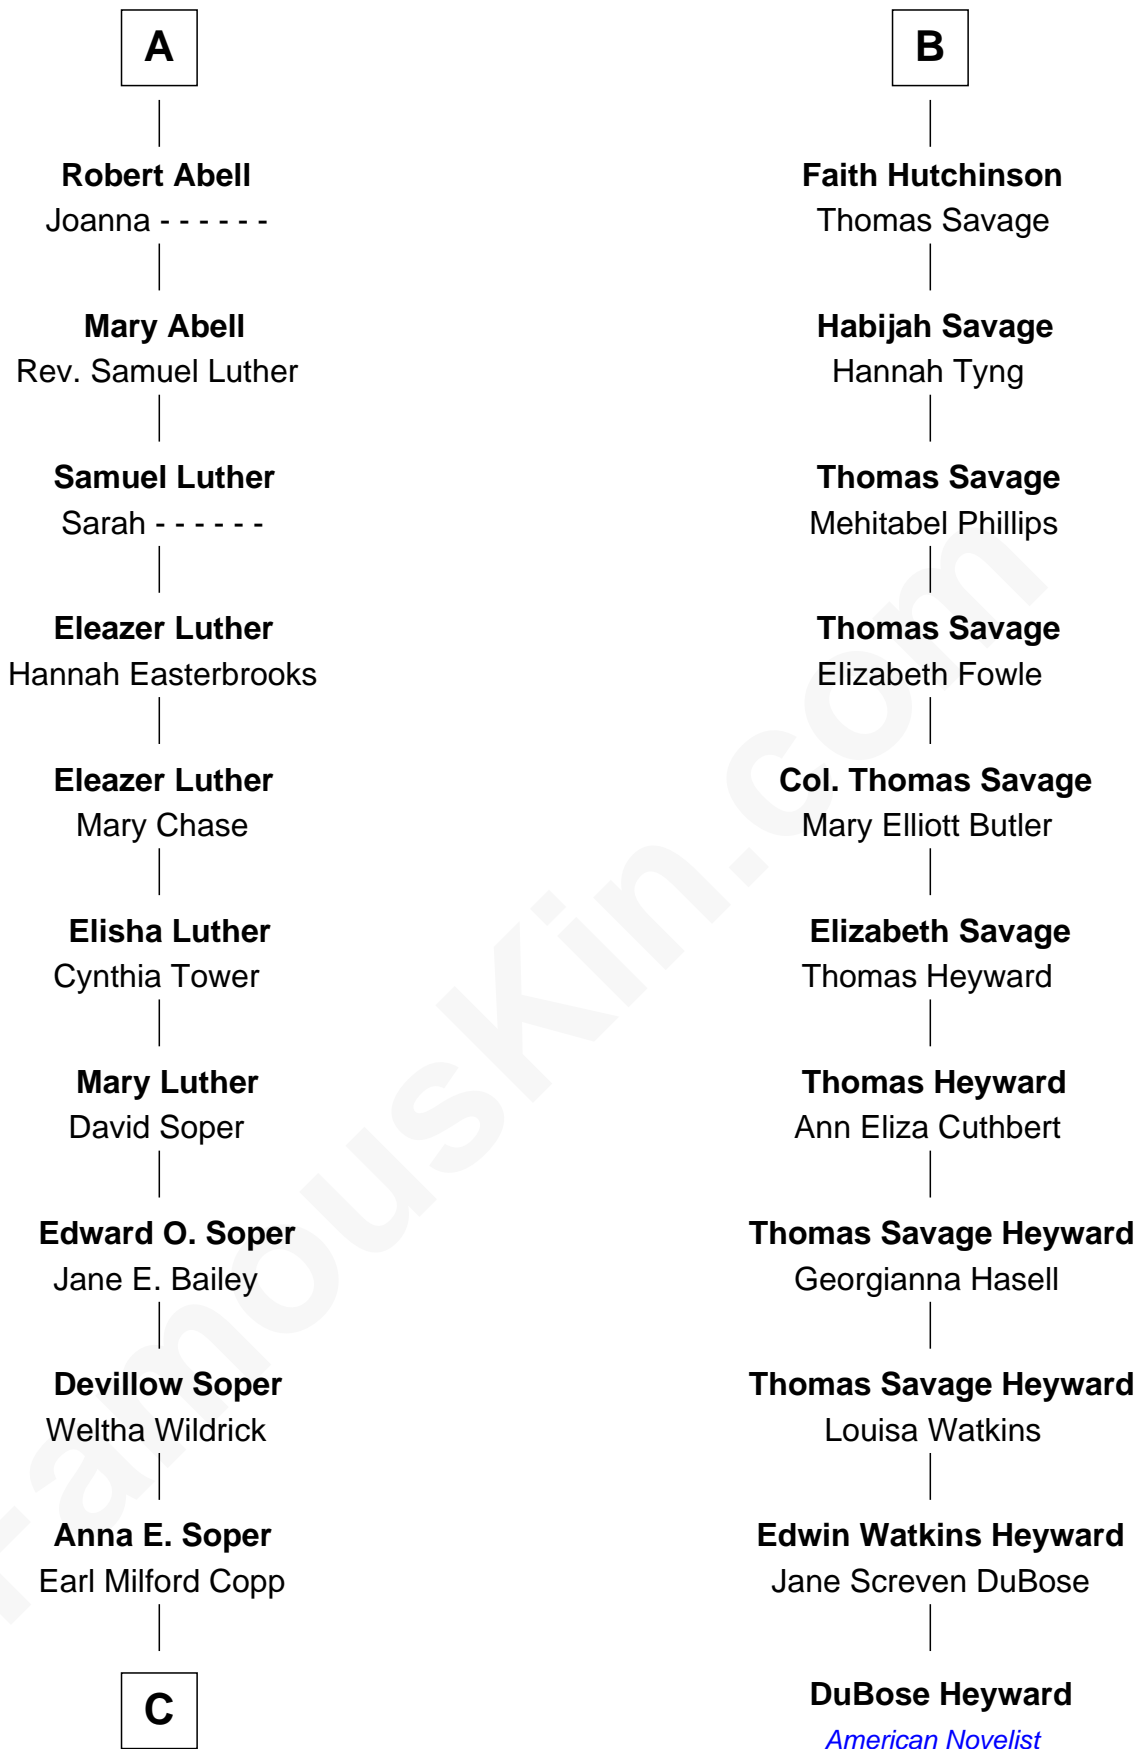 A
Robert Abell
Joanna - - - - - -
Mary Abell
Rev. Samuel Luther
Samuel Luther
Sarah - - - - - -
Eleazer Luther
Hannah Easterbrooks
Eleazer Luther
Mary Chase
Elisha Luther
Cynthia Tower
Mary Luther
David Soper
Edward O. Soper
Jane E. Bailey
Devillow Soper
Weltha Wildrick
Anna E. Soper
Earl Milford Copp
C
B
Faith Hutchinson
Thomas Savage
Habijah Savage
Hannah Tyng
Thomas Savage
Mehitabel Phillips
Thomas Savage
Elizabeth Fowle
Col. Thomas Savage
Mary Elliott Butler
Elizabeth Savage
Thomas Heyward
Thomas Heyward
Ann Eliza Cuthbert
Thomas Savage Heyward
Georgianna Hasell
Thomas Savage Heyward
Louisa Watkins
Edwin Watkins Heyward
Jane Screven DuBose
DuBose Heyward
American Novelist
FamousKin.com